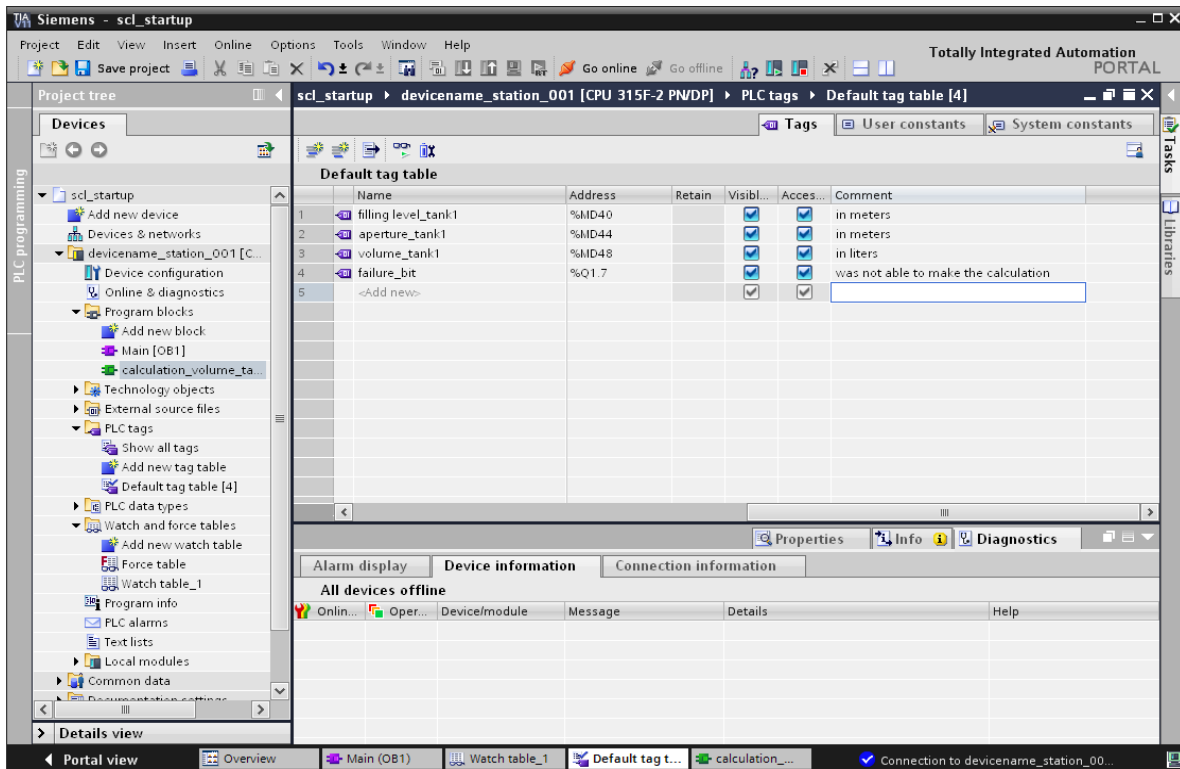 Siemens - scl_startup
Project Edit View Insert Online Options Tools Window Help
Totally Integrated Automation
PORTAL
Save project
Go online
Go offline
Project tree
scl_startup devicename_station_001 [CPU 315F-2 PN/DP] PLC tags Default tag table [4]
Devices
Tags
User constants
System constants
PLC programming
Tasks
Libraries
scl_startup
Add new device
Devices & networks
devicename_station_001 [C...
Device configuration
Online & diagnostics
Program blocks
Add new block
Main [OB1]
calculation_volume_ta...
Technology objects
External source files
PLC tags
Show all tags
Add new tag table
Default tag table [4]
PLC data types
Watch and force tables
Add new watch table
Force table
Watch table_1
Program info
PLC alarms
Text lists
Local modules
Common data
Documentation settings
Details view
Default tag table
Name Address Retain Visibl... Acces... Comment
1 filling level_tank1 %MD40 in meters
2 aperture_tank1 %MD44 in meters
3 volume_tank1 %MD48 in liters
4 failure_bit %Q1.7 was not able to make the calculation
5 <Add new>
Properties
Info
Diagnostics
Alarm display
Device information
Connection information
All devices offline
Onlin... Oper... Device/module Message Details Help
Portal view
Overview
Main (OB1)
Watch table_1
Default tag t...
calculation_...
Connection to devicename_station_00...